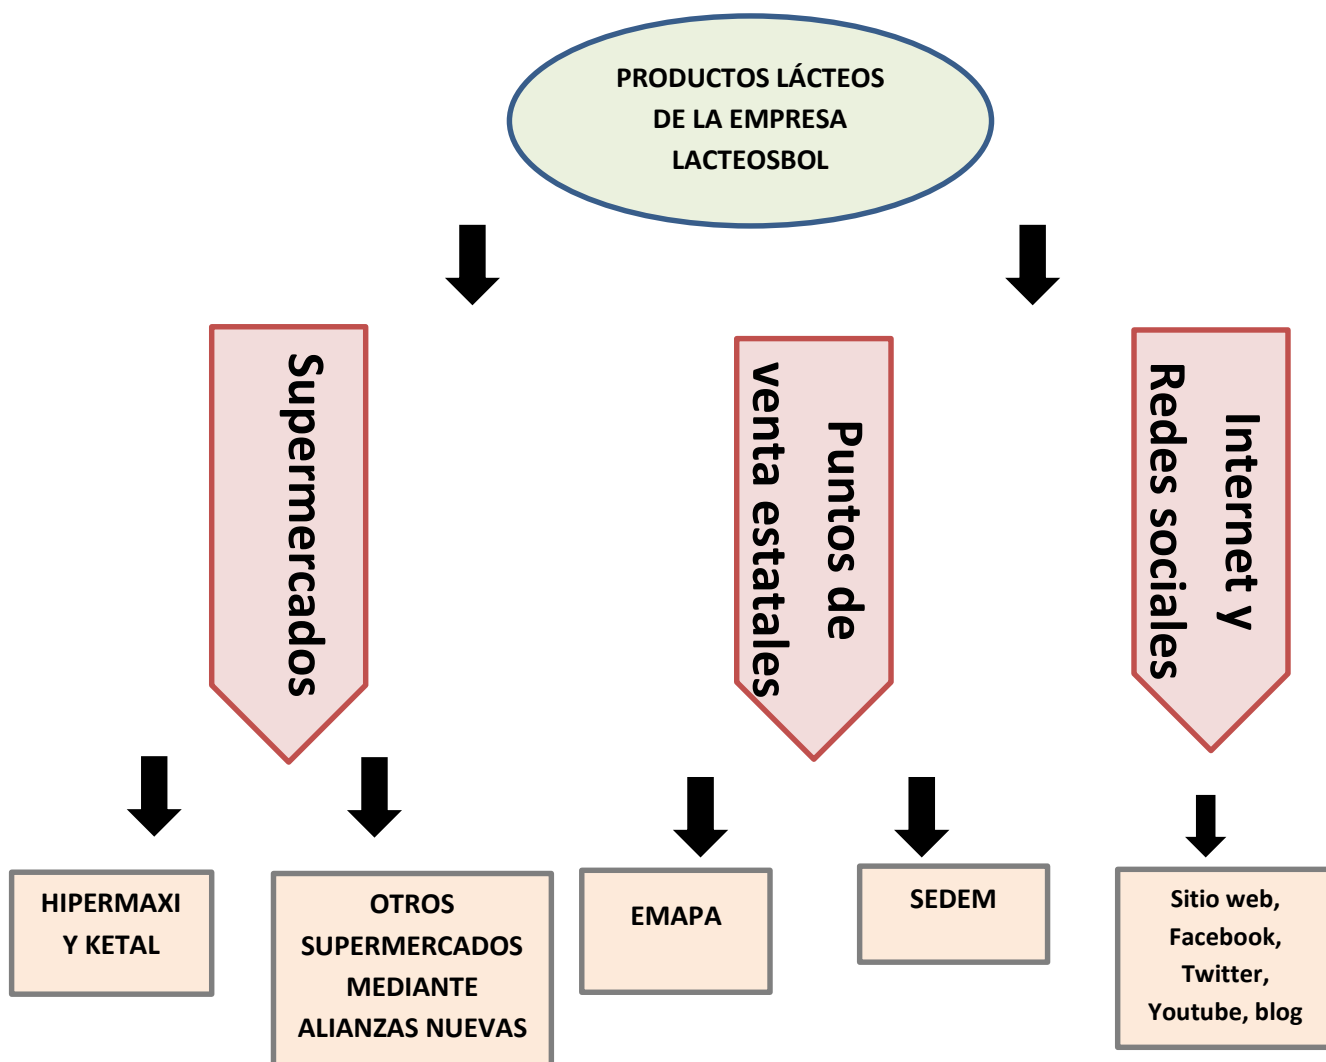 PRODUCTOS LÁCTEOS
DE LA EMPRESA
LACTEOSBOL
Supermercados
Puntos de
venta estatales
Internet y
Redes sociales
HIPERMAXI
Y KETAL
OTROS
SUPERMERCADOS
MEDIANTE
ALIANZAS NUEVAS
EMAPA
SEDEM
Sitio web,
Facebook,
Twitter,
Youtube, blog